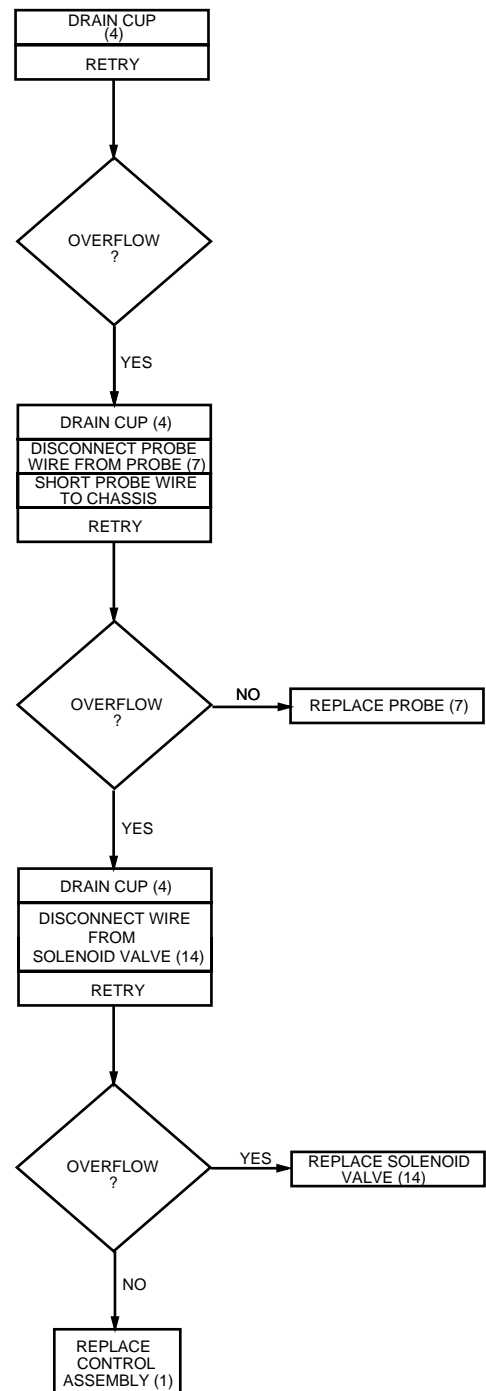 DRAIN CUP
(4)
RETRY
OVERFLOW
?
YES
DRAIN CUP (4)
DISCONNECT PROBE
WIRE FROM PROBE (7)
SHORT PROBE WIRE
TO CHASSIS
RETRY
OVERFLOW
?
NO
REPLACE PROBE (7)
YES
DRAIN CUP (4)
DISCONNECT WIRE
FROM
SOLENOID VALVE (14)
RETRY
OVERFLOW
?
YES
REPLACE SOLENOID
VALVE (14)
NO
REPLACE
CONTROL
ASSEMBLY (1)